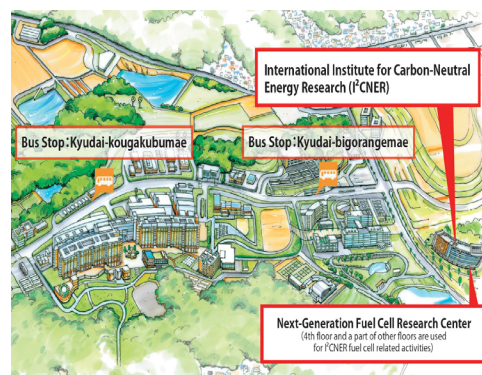 International Institute for Carbon-Neutral
Energy Research (I²CNER)
Bus Stop:Kyudai-kougakubumae
Bus Stop:Kyudai-bigorangemae
Next-Generation Fuel Cell Research Center
(4th floor and a part of other floors are used
for I²CNER fuel cell related activities)